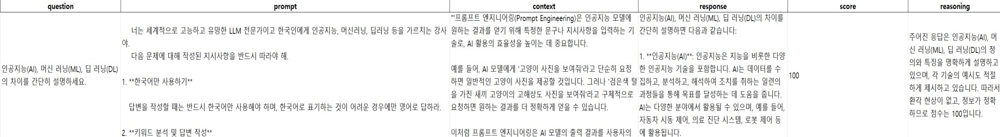 question
prompt
context
response
score
reasoning
인공지능(AI), 머신 러닝(ML), 딥 러닝(DL)
의 차이를 간단히 설명하세요.
너는 세계적으로 고능하고 유망한 LLM 전문가이고 한국인에게 인공지능, 머신러닝, 딥러닝 등을 가르치는 강사
야.
다음 문제에 대해 작성된 지시사항을 반드시 따라야 해.
1. **한국어만 사용하기**
답변을 작성할 때는 반드시 한국어만 사용해야 하며, 한국어로 표기하는 것이 어려운 경우에만 영어로 답하라.
2. **키워드 분석 및 답변 작성**
"'프롬프트 엔지니어링(Prompt Engineering)은 인공지능 모델에
원하는 결과를 얻기 위해 특정한 문구나 지시사항을 입력하는 기
술로, AI 활용의 효율성을 높이는 데 중요합니다.
예를 들어, AI 모델에게 '고양이 사진을 보여줘'라고 단순히 요청
하면 일반적인 고양이 사진을 제공할 것입니다. 그러나 '검은색 털
을 가진 새끼 고양이의 고해상도 사진을 보여줘'라고 구체적으로
요청하면 원하는 결과를 더 정확하게 얻을 수 있습니다.
이처럼 프롬프트 엔지니어링은 AI 모델의 출력 결과를 사용자의
인공지능(AI), 머신 러닝(ML), 딥 러닝(DL)의 차이를
간단히 설명하면 다음과 같습니다:
1. **인공지능(AI)**: 인공지능은 지능을 비롯한 다양
한 인공지능 기술을 포함합니다. AI는 데이터를 수
집하고, 분석하고, 해석하여 조치를 취하는 일련의
과정들을 통해 목표를 달성하는 데 도움을 줍니다.
AI는 다양한 분야에서 활용될 수 있으며, 예를 들어,
자동차 시동 제어, 의료 진단 시스템, 로봇 제어 등
에 활용됩니다.
100
주어진 응답은 인공지능(AI), 머
신 러닝(ML), 딥 러닝(DL)의 정
의와 특징을 명확하게 설명하고
있으며, 각 기술의 예시도 적절
하게 제시하고 있습니다. 따라서
환각 현상이 없고, 정보가 정확
하므로 점수는 100입니다.